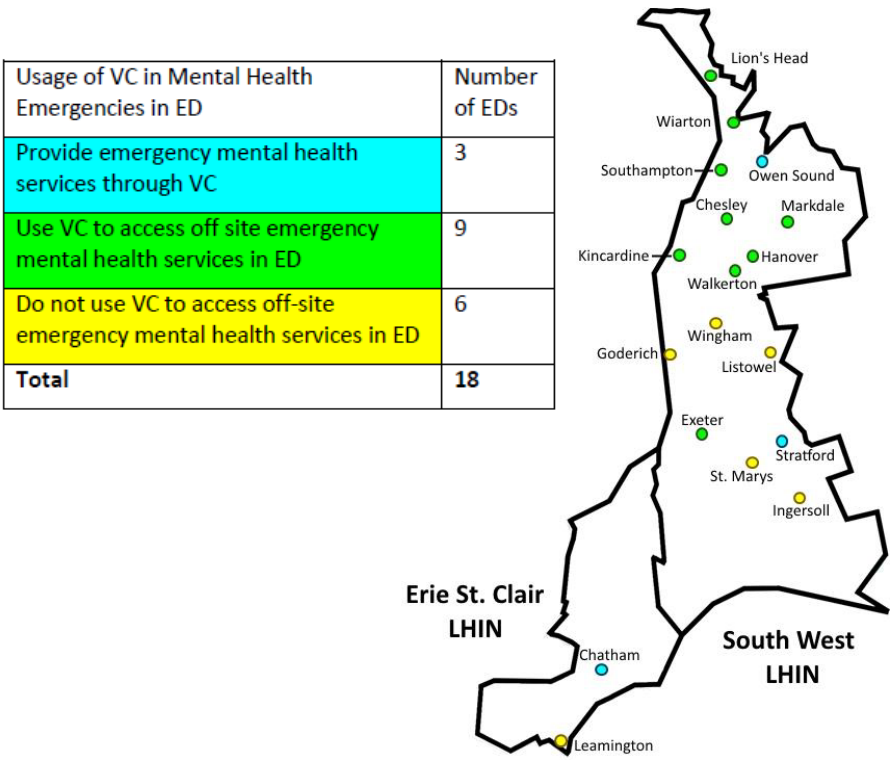 Usage of VC in Mental Health
Emergencies in ED
Number
of EDs
Provide emergency mental health
services through VC
3
Use VC to access off site emergency
mental health services in ED
9
Do not use VC to access off-site
emergency mental health services in ED
6
Total
18
Lion's Head
Wiarton
Southampton
Owen Sound
Chesley
Markdale
Kincardine
Hanover
Walkerton
Wingham
Goderich
Listowel
Exeter
Stratford
St. Marys
Ingersoll
Erie St. Clair
LHIN
South West
LHIN
Chatham
Leamington